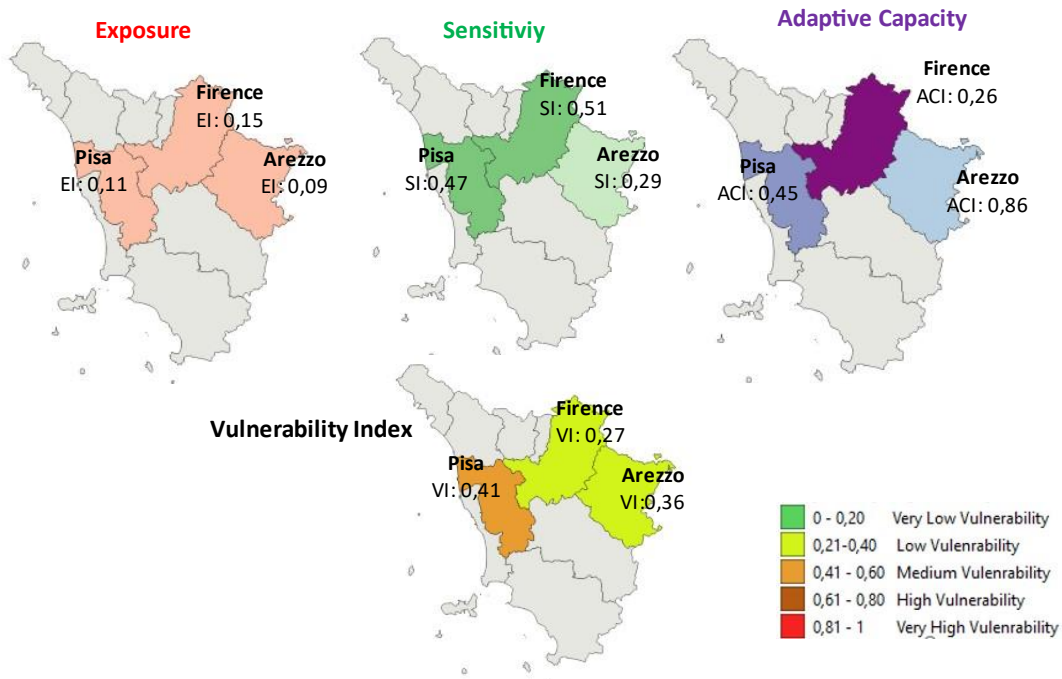 Exposure
Sensitiviy
Adaptive Capacity
Firence
EI: 0,15
Pisa
EI: 0,11
Arezzo
EI: 0,09
Firence
SI: 0,51
Pisa
SI:0,47
Arezzo
SI: 0,29
Firence
ACI: 0,26
Pisa
ACI: 0,45
Arezzo
ACI: 0,86
Vulnerability Index
Firence
VI: 0,27
Pisa
VI: 0,41
Arezzo
VI:0,36
0 - 0,20 Very Low Vulnerability
0,21-0,40 Low Vulenrability
0,41 - 0,60 Medium Vulenrability
0,61 - 0,80 High Vulnerability
0,81 - 1 Very High Vulenrability